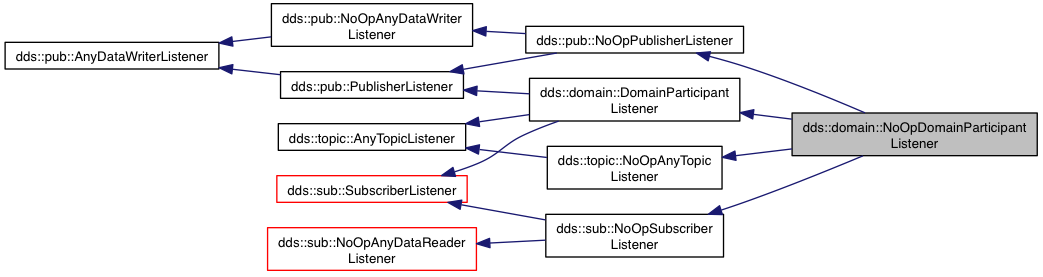 dds::pub::AnyDataWriterListener
dds::pub::NoOpAnyDataWriter
Listener
dds::pub::PublisherListener
dds::topic::AnyTopicListener
dds::sub::SubscriberListener
dds::sub::NoOpAnyDataReader
Listener
dds::pub::NoOpPublisherListener
dds::domain::DomainParticipant
Listener
dds::topic::NoOpAnyTopic
Listener
dds::sub::NoOpSubscriber
Listener
dds::domain::NoOpDomainParticipant
Listener